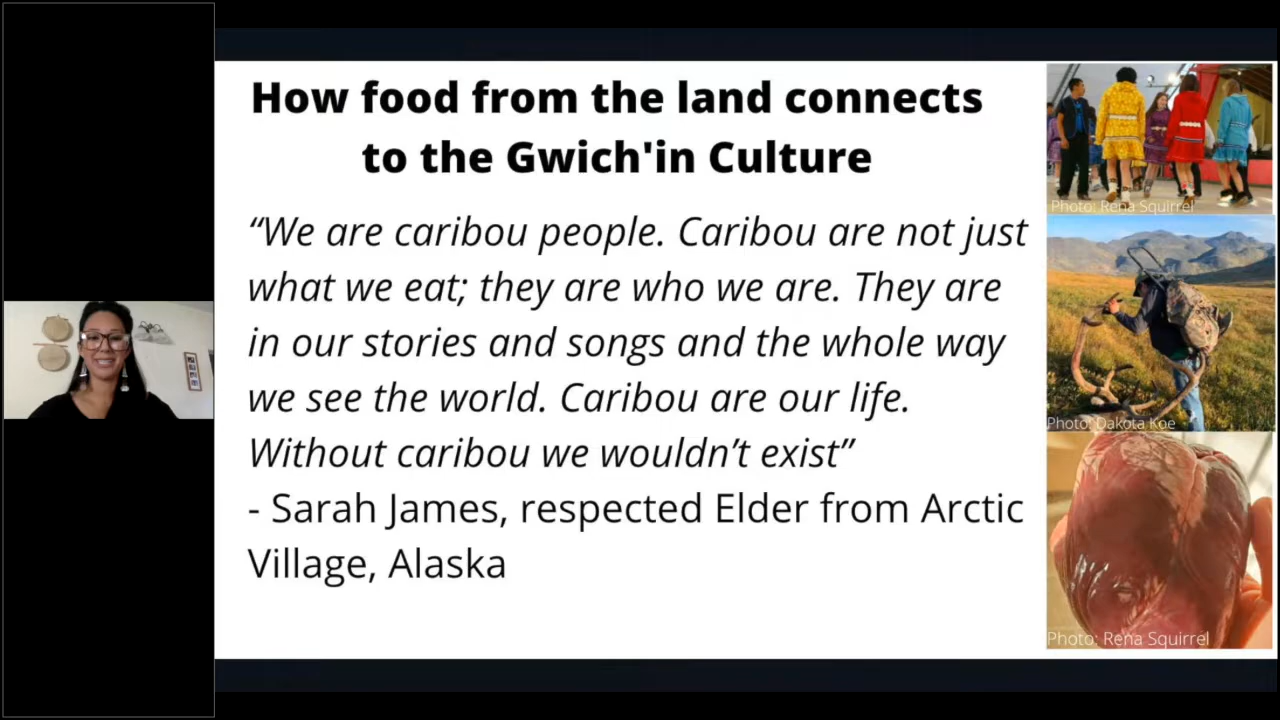 How food from the land connects
to the Gwich'in Culture
“We are caribou people. Caribou are not just
what we eat; they are who we are. They are
in our stories and songs and the whole way
we see the world. Caribou are our life.
Without caribou we wouldn’t exist”
- Sarah James, respected Elder from Arctic
Village, Alaska
Photo: Rena Squirrel
Photo: Dakota Koe
Photo: Rena Squirrel